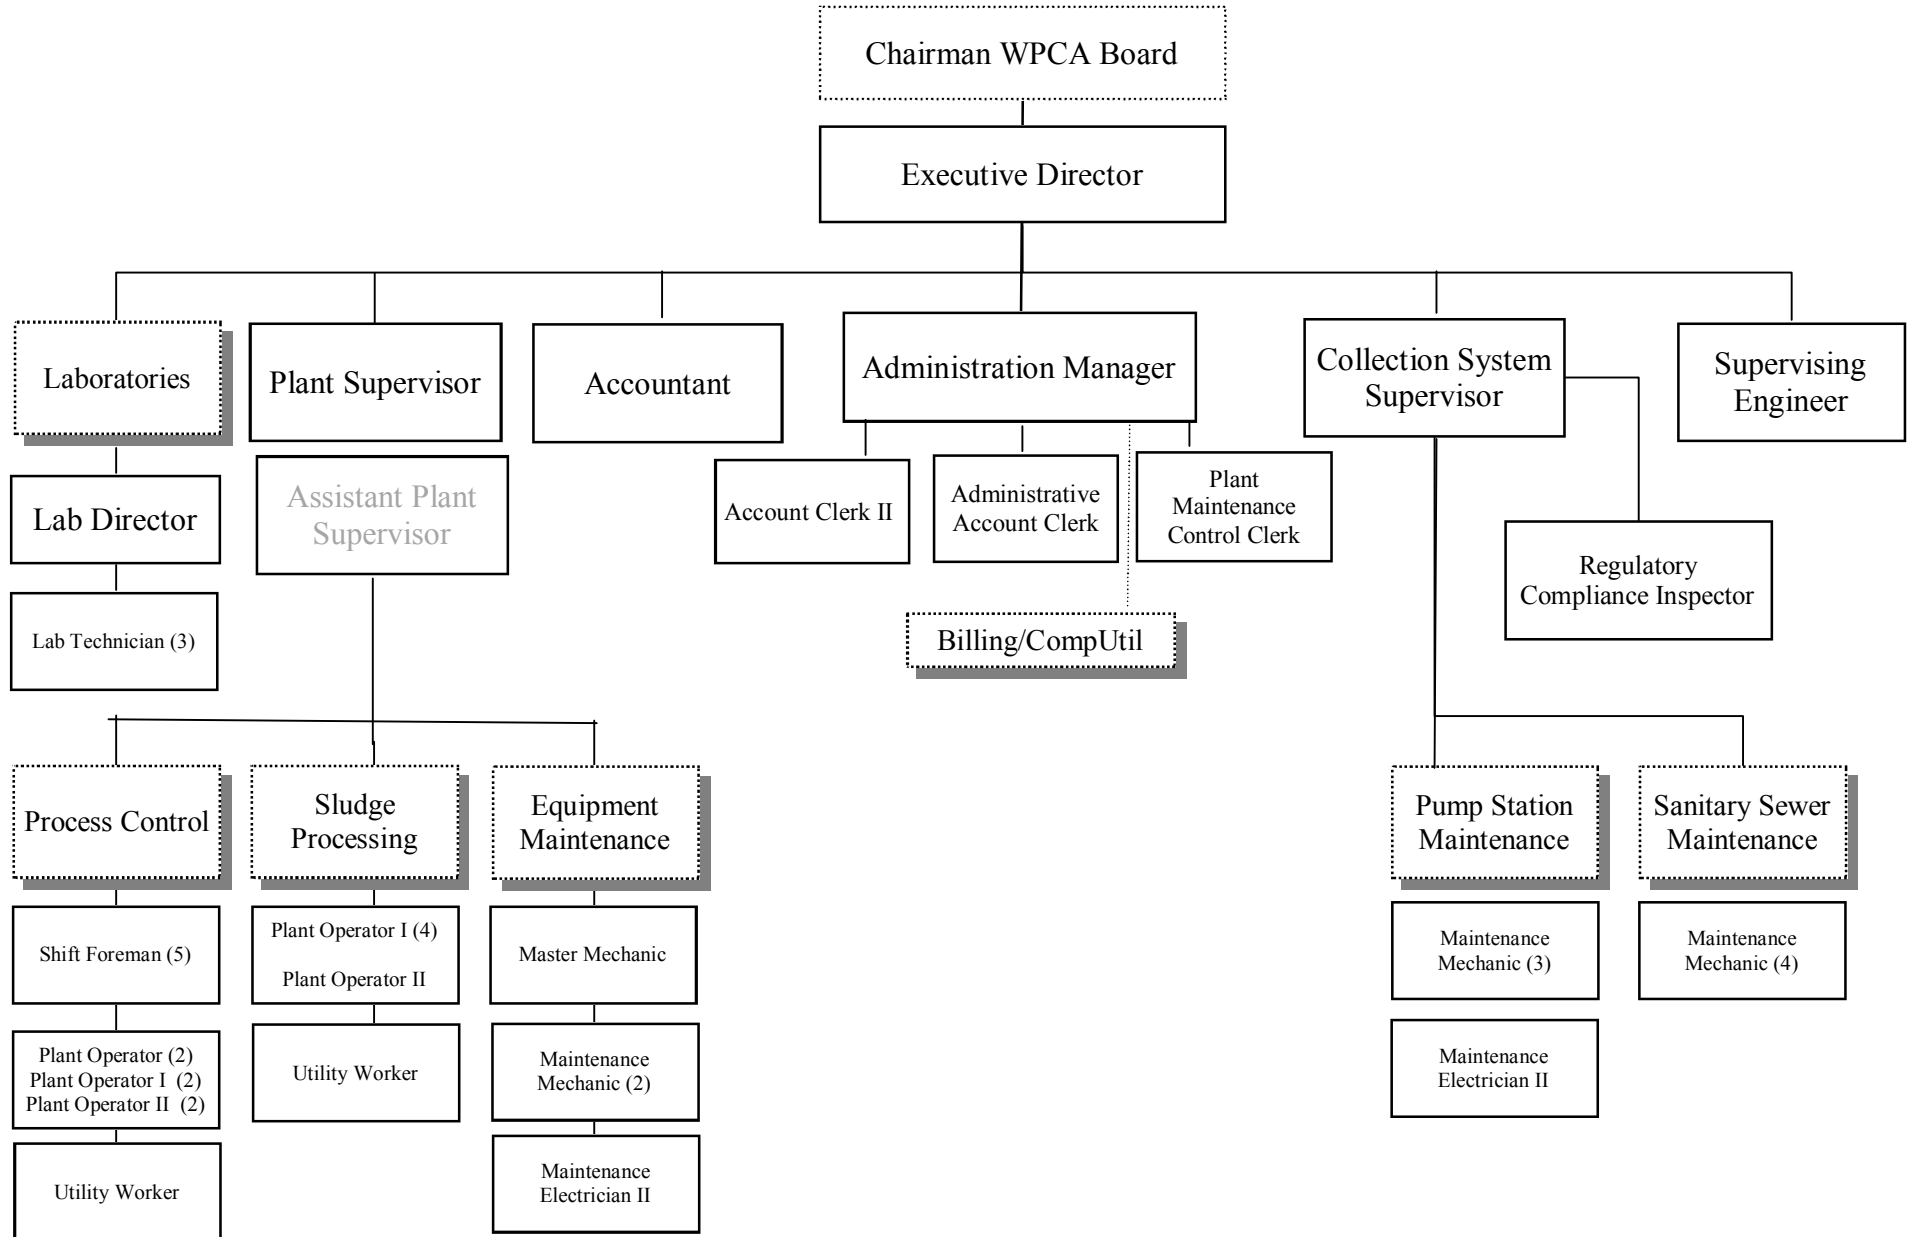 Chairman WPCA Board
Executive Director
Laboratories
Plant Supervisor
Accountant
Administration Manager
Collection System
Supervisor
Supervising
Engineer
Lab Director
Assistant Plant
Supervisor
Account Clerk II
Administrative
Account Clerk
Plant
Maintenance
Control Clerk
Regulatory
Compliance Inspector
Lab Technician (3)
Billing/CompUtil
Process Control
Sludge
Processing
Equipment
Maintenance
Pump Station
Maintenance
Sanitary Sewer
Maintenance
Shift Foreman (5)
Plant Operator I (4)
Plant Operator II
Master Mechanic
Maintenance
Mechanic (3)
Maintenance
Mechanic (4)
Plant Operator (2)
Plant Operator I (2)
Plant Operator II (2)
Utility Worker
Maintenance
Mechanic (2)
Maintenance
Electrician II
Utility Worker
Maintenance
Electrician II